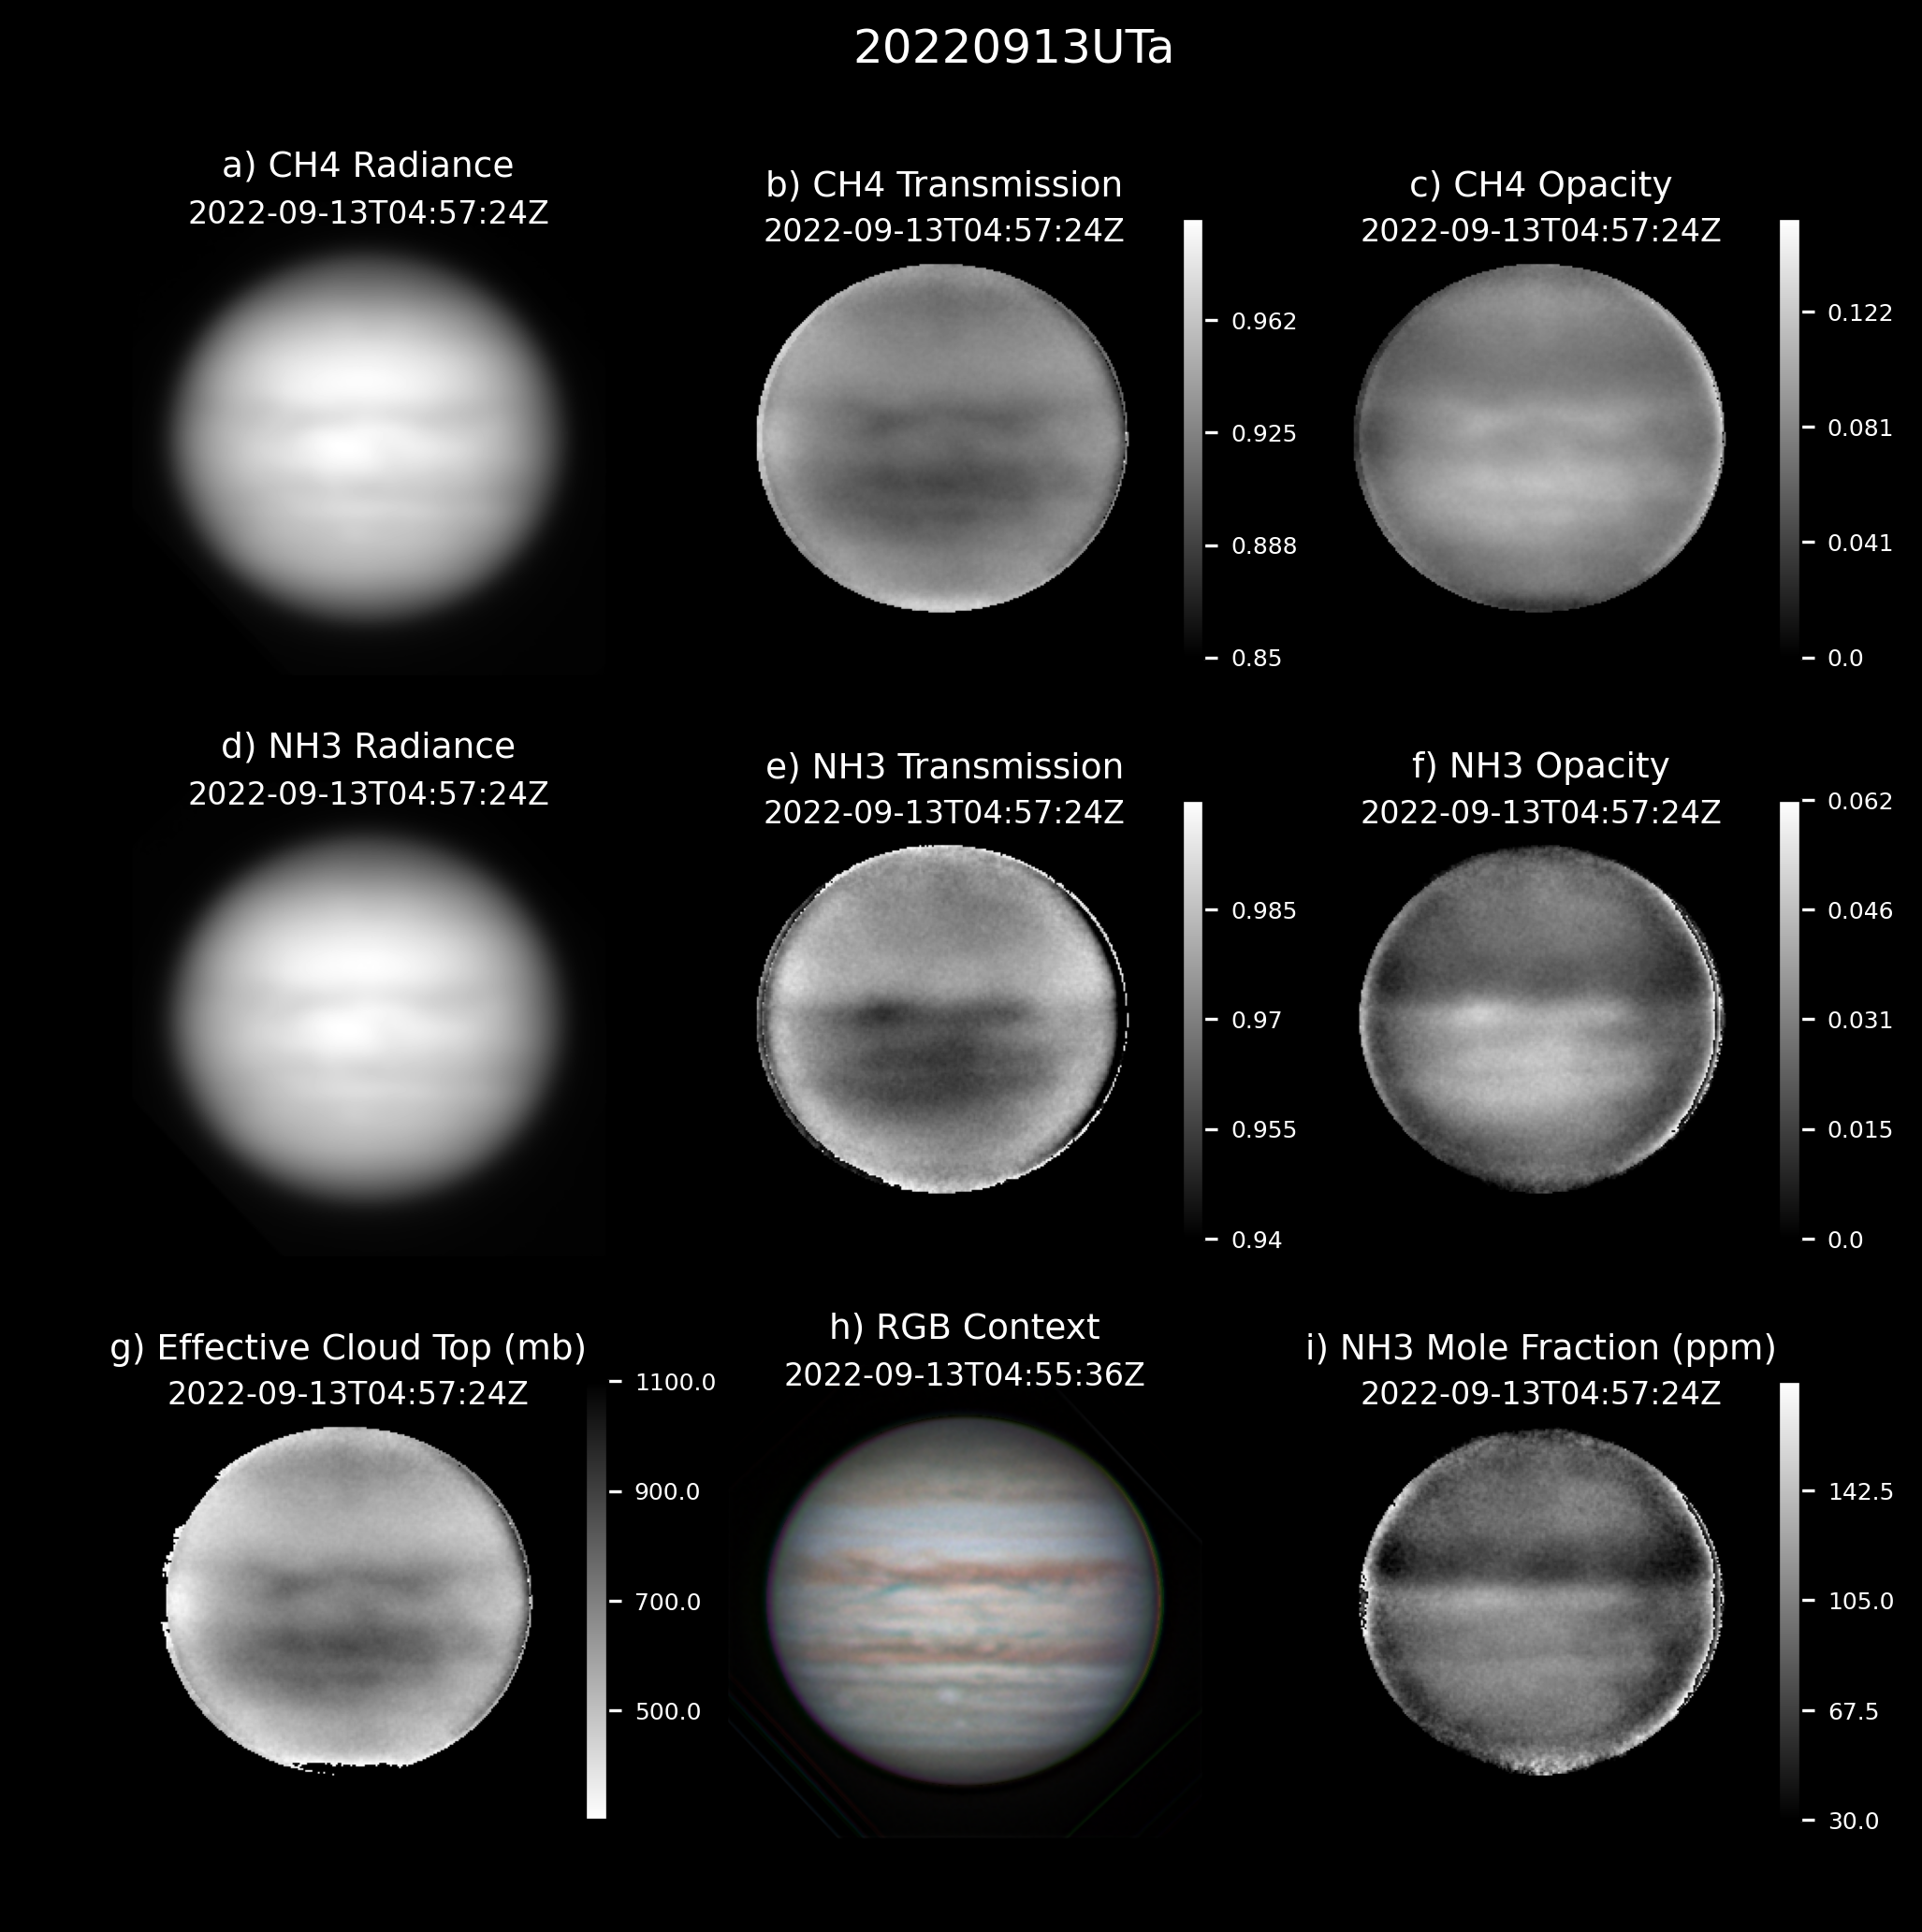 20220913UTa
a) CH4 Radiance
2022-09-13T04:57:24Z
b) CH4 Transmission
2022-09-13T04:57:24Z
0.962
0.925
0.888
0.85
c) CH4 Opacity
2022-09-13T04:57:24Z
0.122
0.081
0.041
0.0
d) NH3 Radiance
2022-09-13T04:57:24Z
e) NH3 Transmission
2022-09-13T04:57:24Z
0.985
0.97
0.955
0.94
f) NH3 Opacity
2022-09-13T04:57:24Z
0.062
0.046
0.031
0.015
0.0
g) Effective Cloud Top (mb)
2022-09-13T04:57:24Z
1100.0
900.0
700.0
500.0
h) RGB Context
2022-09-13T04:55:36Z
i) NH3 Mole Fraction (ppm)
2022-09-13T04:57:24Z
142.5
105.0
67.5
30.0